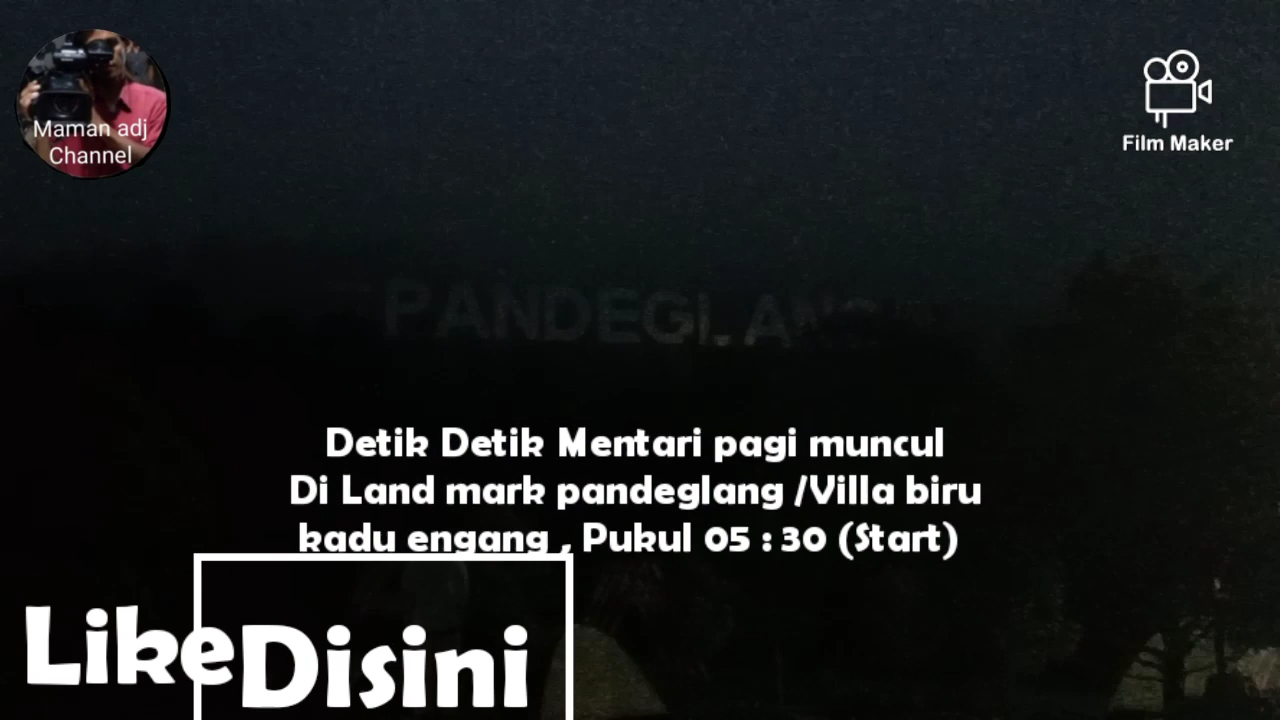 Maman adj
Channel
Film Maker
PANDEGLANG
Detik Detik Mentari pagi muncul
Di Land mark pandeglang /Villa biru
kadu engang , Pukul 05 : 30 (Start)
Like Disini